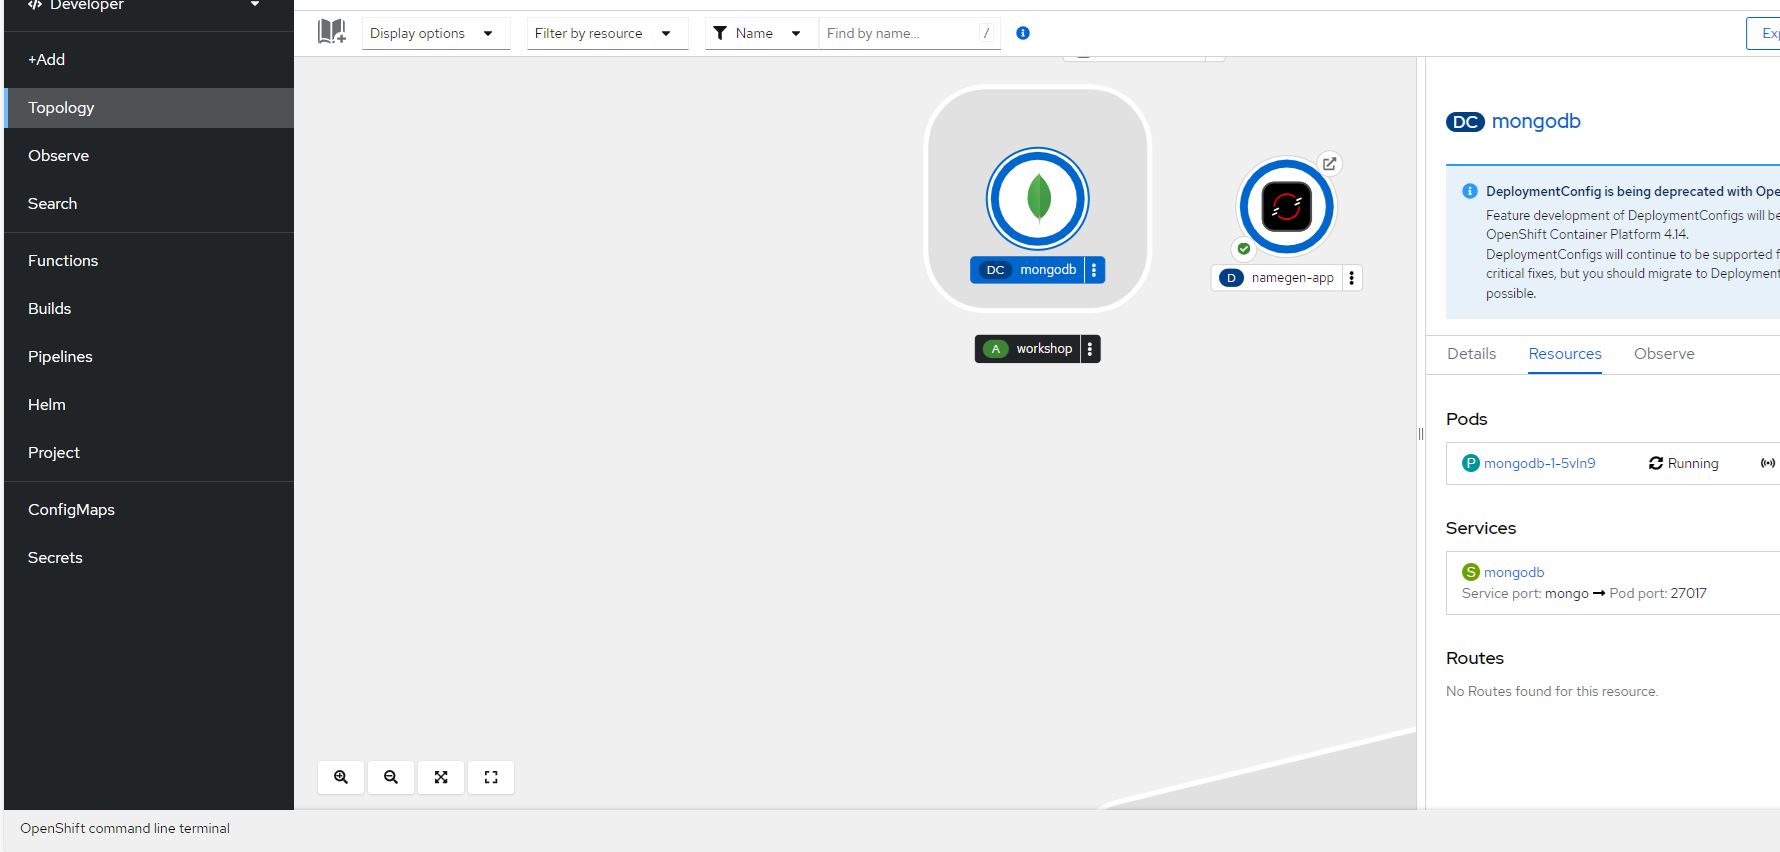 Developer
+Add
Topology
Observe
Search
Functions
Builds
Pipelines
Helm
Project
ConfigMaps
Secrets
Display options
Filter by resource
Name
Find by name...
/
Exp
DC mongodb
D namegen-app
A workshop
DC mongodb
DeploymentConfig is being deprecated with Ope
Feature development of DeploymentConfigs will be
OpenShift Container Platform 4.14.
DeploymentConfigs will continue to be supported f
critical fixes, but you should migrate to Deployment
possible.
Details
Resources
Observe
Pods
P mongodb-1-5vln9
Running
Services
S mongodb
Service port: mongo → Pod port: 27017
Routes
No Routes found for this resource.
OpenShift command line terminal